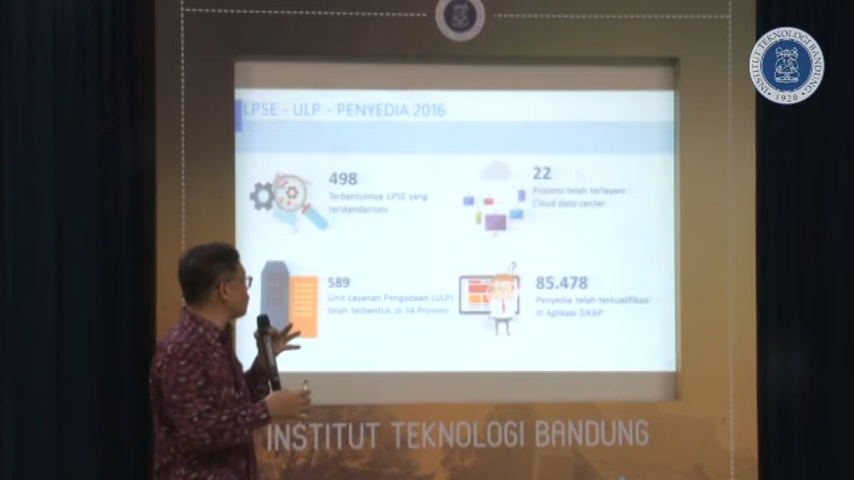 INSTITUT TEKNOLOGI BANDUNG
1920
LPSE - ULP - PENYEDIA 2016
498
Terbentuknya LPSE yang
terstandarisasi
22
Provinsi telah terlayani
Cloud data center
589
Unit Layanan Pengadaan (ULP)
telah terbentuk di 34 Provinsi
85.478
Penyedia telah terkualifikasi
di Aplikasi SIKAP
INSTITUT TEKNOLOGI BANDUNG